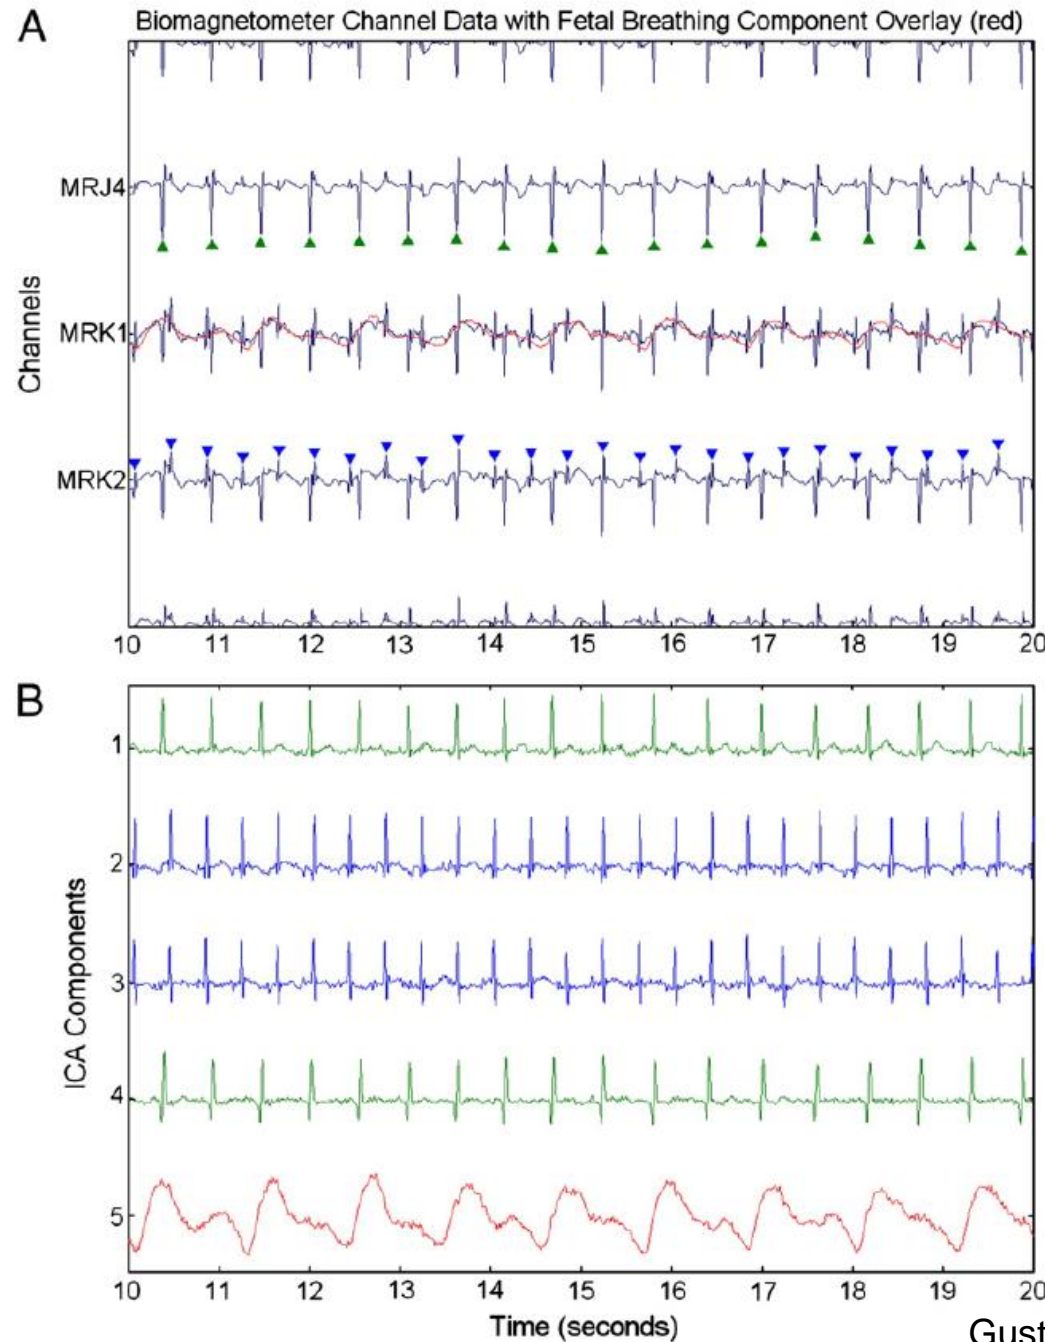 A
Biomagnetometer Channel Data with Fetal Breathing Component Overlay (red)
Channels
MRJ4
MRK1
MRK2
10 11 12 13 14 15 16 17 18 19 20
B
ICA Components
1
2
3
4
5
10 11 12 13 14 15 16 17 18 19 20
Time (seconds)
Gust